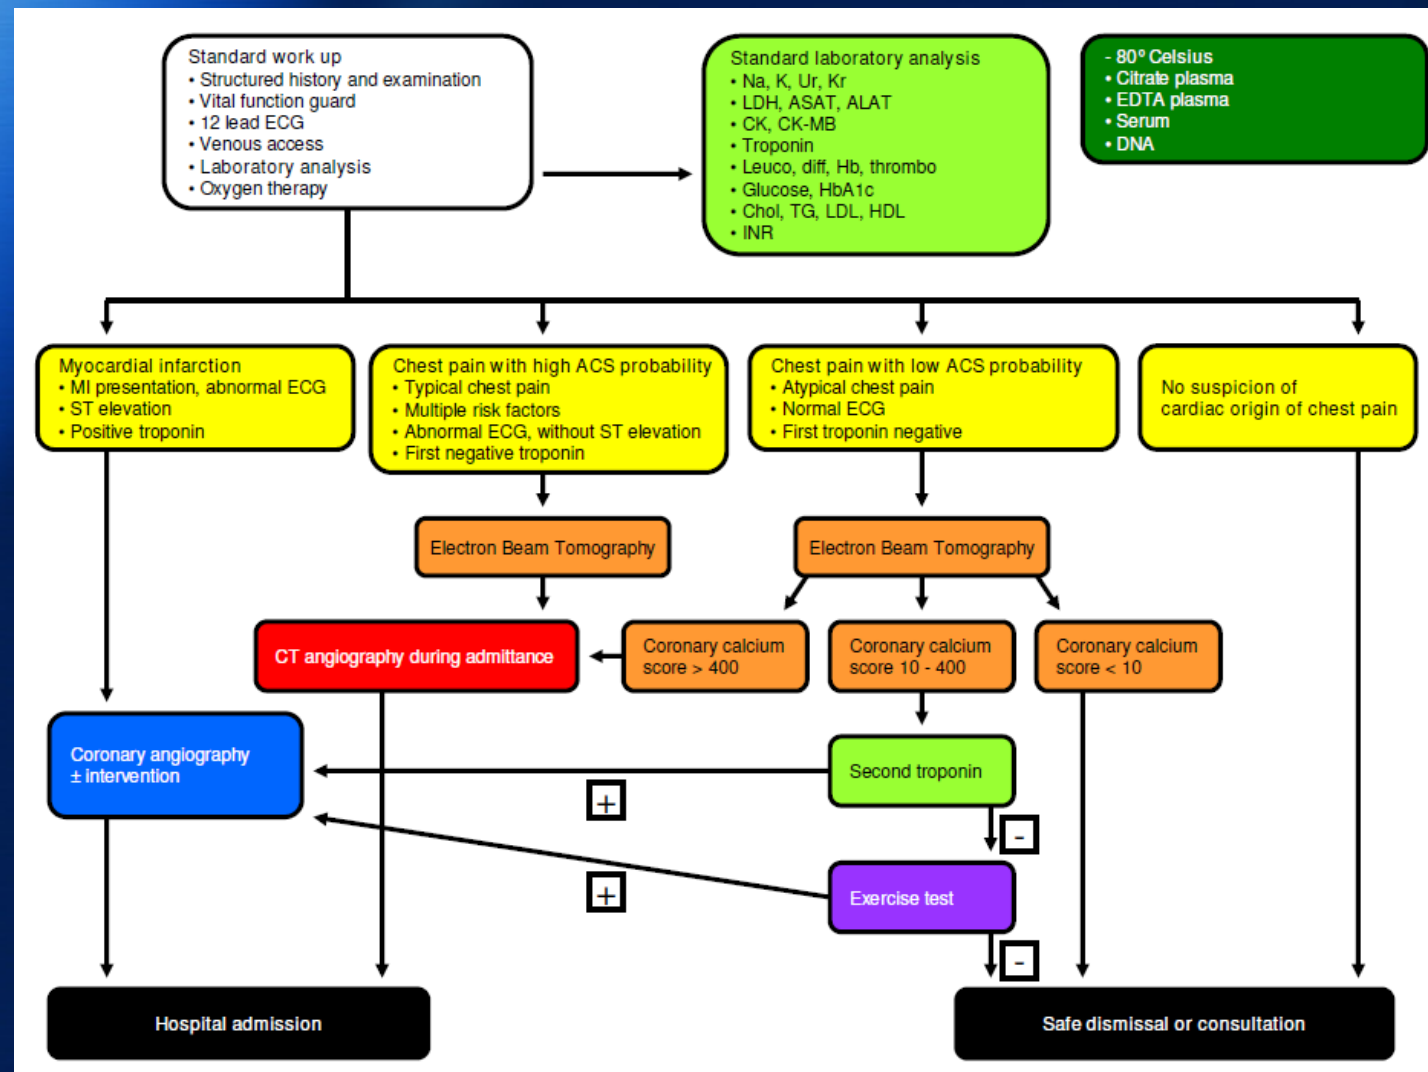 Standard work up
• Structured history and examination
• Vital function guard
• 12 lead ECG
• Venous access
• Laboratory analysis
• Oxygen therapy
Standard laboratory analysis
• Na, K, Ur, Kr
• LDH, ASAT, ALAT
• CK, CK-MB
• Troponin
• Leuco, diff, Hb, thrombo
• Glucose, HbA1c
• Chol, TG, LDL, HDL
• INR
- 80º Celsius
• Citrate plasma
• EDTA plasma
• Serum
• DNA
Myocardial infarction
• MI presentation, abnormal ECG
• ST elevation
• Positive troponin
Chest pain with high ACS probability
• Typical chest pain
• Multiple risk factors
• Abnormal ECG, without ST elevation
• First negative troponin
Chest pain with low ACS probability
• Atypical chest pain
• Normal ECG
• First troponin negative
No suspicion of
cardiac origin of chest pain
Electron Beam Tomography
Electron Beam Tomography
CT angiography during admittance
Coronary calcium
score > 400
Coronary calcium
score 10 - 400
Coronary calcium
score < 10
Coronary angiography
± intervention
Second troponin
+
-
Exercise test
+
-
Hospital admission
Safe dismissal or consultation